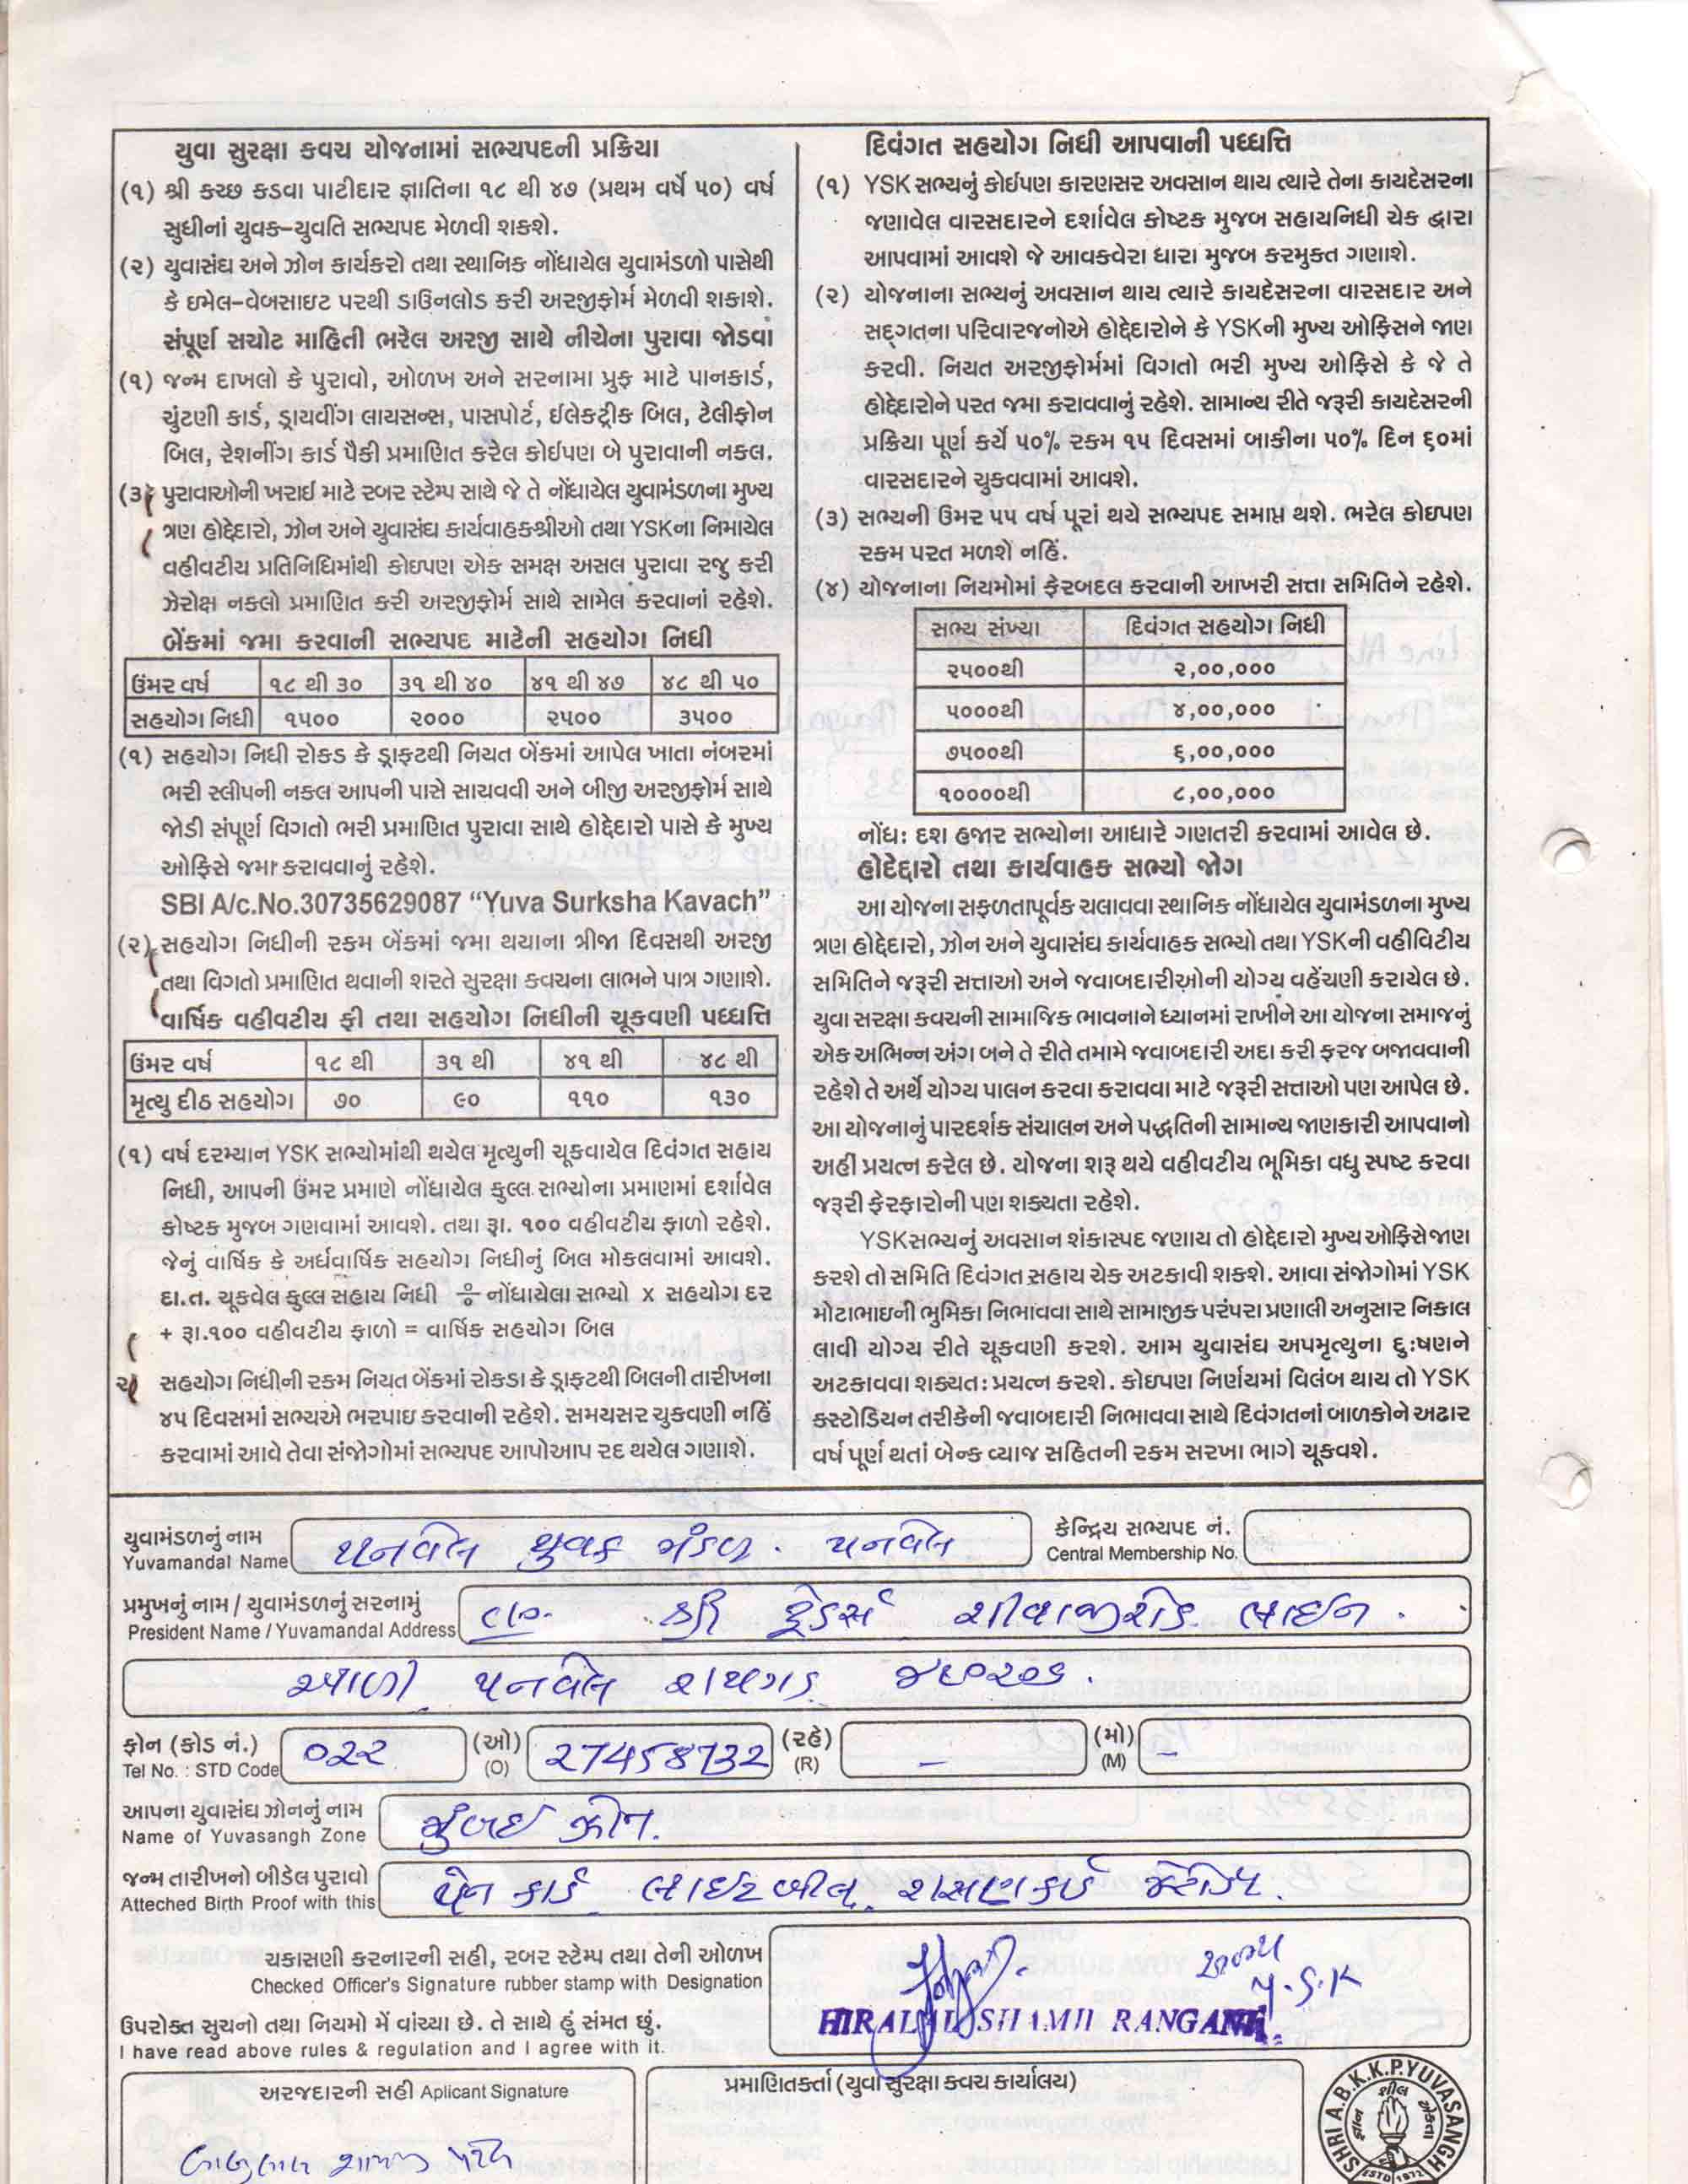 યુવા સુરક્ષા કવચ યોજનામાં સભ્યપદની પ્રક્રિયા
(૧) શ્રી કચ્છ કડવા પાટીદાર જ્ઞાતિના ૧૮ થી ૪૭ (પ્રથમ વર્ષે ૫૦) વર્ષ
સુધીનાં યુવક-યુવતિ સભ્યપદ મેળવી શકશે.
(૨) યુવાસંઘ અને ઝોન કાર્યકરો તથા સ્થાનિક નોંધાયેલ યુવામંડળો પાસેથી
કે ઇમેલ-વેબસાઇટ પરથી ડાઉનલોડ કરી અરજીફોર્મ મેળવી શકાશે.
સંપૂર્ણ સચોટ માહિતી ભરેલ અરજી સાથે નીચેના પુરાવા જોડવાં
(૧) જન્મ દાખલો કે પુરાવો, ઓળખ અને સરનામા પ્રુફ માટે પાનકાર્ડ,
ચુંટણી કાર્ડ, ડ્રાયવીંગ લાયસન્સ, પાસપોર્ટ, ઈલેક્ટ્રીક બિલ, ટેલીફોન
બિલ, રેશનીંગ કાર્ડ પૈકી પ્રમાણિત કરેલ કોઈપણ બે પુરાવાની નકલ.
(૩) પુરાવાઓની ખરાઇ માટે રબર સ્ટેમ્પ સાથે જે તે નોંધાયેલ યુવામંડળના મુખ્ય
ત્રણ હોદ્દેદારો, ઝોન અને યુવાસંઘ કાર્યવાહકશ્રીઓ તથા YSKના નિમાયેલ
વહીવટીય પ્રતિનિધિમાંથી કોઇપણ એક સમક્ષ અસલ પુરાવા રજુ કરી
ઝેરોક્ષ નકલો પ્રમાણિત કરી અરજીફોર્મ સાથે સામેલ કરવાનાં રહેશે.
બેંકમાં જમા કરવાની સભ્યપદ માટેની સહયોગ નિધી
ઉંમર વર્ષ ૧૮ થી ૩૦ ૩૧ થી ૪૦ ૪૧ થી ૪૭ ૪૮ થી ૫૦
સહયોગ નિધી ૧૫૦૦ ૨૦૦૦ ૨૫૦૦ ૩૫૦૦
(૧) સહયોગ નિધી રોકડ કે ડ્રાફ્ટથી નિયત બેંકમાં આપેલ ખાતા નંબરમાં
ભરી સ્લીપની નકલ આપની પાસે સાચવવી અને બીજી અરજીફોર્મ સાથે
જોડી સંપૂર્ણ વિગતો ભરી પ્રમાણિત પુરાવા સાથે હોદ્દેદારો પાસે કે મુખ્ય
ઓફિસે જમા કરાવવાનું રહેશે.
SBI A/c.No.30735629087 “Yuva Surksha Kavach”
(૨) સહયોગ નિધીની રકમ બેંકમાં જમા થયાના ત્રીજા દિવસથી અરજી
તથા વિગતો પ્રમાણિત થવાની શરતે સુરક્ષા કવચના લાભને પાત્ર ગણાશે.
વાર્ષિક વહીવટીય ફી તથા સહયોગ નિધીની ચૂકવણી પધ્ધત્તિ
ઉંમર વર્ષ ૧૮ થી ૩૧ થી ૪૧ થી ૪૮ થી
મૃત્યુ દીઠ સહયોગ ૭૦ ૯૦ ૧૧૦ ૧૩૦
(૧) વર્ષ દરમ્યાન YSK સભ્યોમાંથી થયેલ મૃત્યુની ચૂકવાયેલ દિવંગત સહાય
નિધી, આપની ઉંમર પ્રમાણે નોંધાયેલ કુલ્લ સભ્યોના પ્રમાણમાં દર્શાવેલ
કોષ્ટક મુજબ ગણવામાં આવશે. તથા રૂા. ૧૦૦ વહીવટીય ફાળો રહેશે.
જેનું વાર્ષિક કે અર્ધવાર્ષિક સહયોગ નિધીનું બિલ મોકલવામાં આવશે.
દા.ત. ચૂકવેલ કુલ્લ સહાય નિધી ÷ નોંધાયેલા સભ્યો x સહયોગ દર
+ રૂા.૧૦૦ વહીવટીય ફાળો = વાર્ષિક સહયોગ બિલ
૨) સહયોગ નિધીની રકમ નિયત બેંકમાં રોકડા કે ડ્રાફટથી બિલની તારીખના
૪૫ દિવસમાં સભ્યએ ભરપાઇ કરવાની રહેશે. સમયસર ચુકવણી નહિં
કરવામાં આવે તેવા સંજોગોમાં સભ્યપદ આપોઆપ રદ થયેલ ગણાશે.
દિવંગત સહયોગ નિધી આપવાની પધ્ધત્તિ
(૧) YSK સભ્યનું કોઈપણ કારણસર અવસાન થાય ત્યારે તેના કાયદેસરના
જણાવેલ વારસદારને દર્શાવેલ કોષ્ટક મુજબ સહાયનિધી ચેક દ્વારા
આપવામાં આવશે જે આવકવેરા ધારા મુજબ કરમુક્ત ગણાશે.
(૨) યોજનાના સભ્યનું અવસાન થાય ત્યારે કાયદેસરના વારસદાર અને
સદ્‌ગતના પરિવારજનોએ હોદ્દેદારોને કે YSKની મુખ્ય ઓફિસને જાણ
કરવી. નિયત અરજીફોર્મમાં વિગતો ભરી મુખ્ય ઓફિસે કે જે તે
હોદ્દેદારોને પરત જમા કરાવવાનું રહેશે. સામાન્ય રીતે જરૂરી કાયદેસરની
પ્રક્રિયા પૂર્ણ કર્યે ૫૦% રકમ ૧૫ દિવસમાં બાકીના ૫૦% દિન ૬૦માં
વારસદારને ચુકવવામાં આવશે.
(૩) સભ્યની ઉમર ૫૫ વર્ષ પૂરાં થયે સભ્યપદ સમાપ્ત થશે. ભરેલ કોઇપણ
રકમ પરત મળશે નહિં.
(૪) યોજનાના નિયમોમાં ફેરબદલ કરવાની આખરી સત્તા સમિતિને રહેશે.
સભ્ય સંખ્યા દિવંગત સહયોગ નિધી
૨૫૦૦થી ૨,૦૦,૦૦૦
૫૦૦૦થી ૪,૦૦,૦૦૦
૭૫૦૦થી ૬,૦૦,૦૦૦
૧૦૦૦૦થી ૮,૦૦,૦૦૦
નોંધ: દશ હજાર સભ્યોના આધારે ગણતરી કરવામાં આવેલ છે.
હોદેદ્દારો તથા કાર્યવાહક સભ્યો જોગ
આ યોજના સફળતાપૂર્વક ચલાવવા સ્થાનિક નોંધાયેલ યુવામંડળના મુખ્ય
ત્રણ હોદ્દેદારો, ઝોન અને યુવાસંઘ કાર્યવાહક સભ્યો તથા YSKની વહીવિટીય
સમિતિને જરૂરી સત્તાઓ અને જવાબદારીઓની યોગ્ય વહેંચણી કરાયેલ છે.
યુવા સરક્ષા કવચની સામાજિક ભાવનાને ધ્યાનમાં રાખીને આ યોજના સમાજનું
એક અભિન્ન અંગ બને તે રીતે તમામે જવાબદારી અદા કરી ફરજ બજાવવાની
રહેશે તે અર્થે યોગ્ય પાલન કરવા કરાવવા માટે જરૂરી સત્તાઓ પણ આપેલ છે.
આ યોજનાનું પારદર્શક સંચાલન અને પદ્ધતિની સામાન્ય જાણકારી આપવાનો
અહીં પ્રયત્ન કરેલ છે. યોજના શરૂ થયે વહીવટીય ભૂમિકા વધુ સ્પષ્ટ કરવા
જરૂરી ફેરફારોની પણ શક્યતા રહેશે.
YSKસભ્યનું અવસાન શંકાસ્પદ જણાય તો હોદ્દેદારો મુખ્ય ઓફિસે જાણ
કરશે તો સમિતિ દિવંગત સહાય ચેક અટકાવી શકશે. આવા સંજોગોમાં YSK
મોટાભાઇની ભુમિકા નિભાવવા સાથે સામાજીક પરંપરા પ્રણાલી અનુસાર નિકાલ
લાવી યોગ્ય રીતે ચૂકવણી કરશે. આમ યુવાસંઘ અપમૃત્યુના દુ:ષણને
અટકાવવા શક્યત: પ્રયત્ન કરશે. કોઇપણ નિર્ણયમાં વિલંબ થાય તો YSK
કસ્ટોડિયન તરીકેની જવાબદારી નિભાવવા સાથે દિવંગતનાં બાળકોને અઢાર
વર્ષ પૂર્ણ થતાં બેન્ક વ્યાજ સહિતની રકમ સરખા ભાગે ચૂકવશે.
યુવામંડળનું નામ પનવેલ યુવક મંડળ. પનવેલ કેન્દ્રિય સભ્યપદ નં.
Yuvamandal Name Central Membership No.
પ્રમુખનું નામ / યુવામંડળનું સરનામું શ્રી ટ્રેડર્સ શીવાજીરોડ લાઈન.
President Name / Yuvamandal Address
આળી પનવેલ રાયગડ ૪૧૦૨૦૬.
ફોન (કોડ નં.) ૦૨૨ (ઓ) 27458732 (રહે) – (મો) –
Tel No. : STD Code (O) (R) (M)
આપના યુવાસંઘ ઝોનનું નામ મુંબઈ ઝોન.
Name of Yuvasangh Zone
જન્મ તારીખનો બીડેલ પુરાવો પેન કાર્ડ લાઈટ બીલ, રાસણકાર્ડ
Atteched Birth Proof with this
ચકાસણી કરનારની સહી, રબર સ્ટેમ્પ તથા તેની ઓળખ
Checked Officer's Signature rubber stamp with Designation
Y.S.K
HIRALAL SHAMJI RANGANI
ઉપરોક્ત સુચનો તથા નિયમો મેં વાંચ્યા છે. તે સાથે હું સંમત છું.
I have read above rules & regulation and I agree with it.
અરજદારની સહી Aplicant Signature
પ્રમાણિતકર્તા (યુવા સુરક્ષા કવચ કાર્યાલય)
SHRI A.B.K.K.P.YUVASANGH
શીલ
ESTD 1972